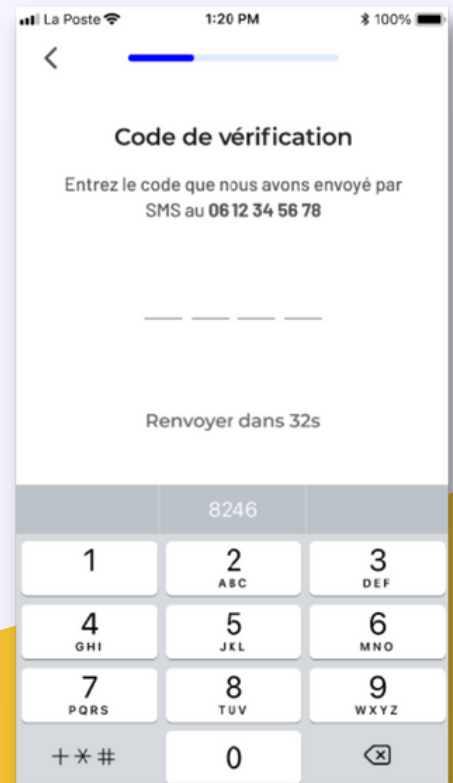 La Poste 1:20 PM 100%
Code de vérification
Entrez le code que nous avons envoyé par
SMS au 06 12 34 56 78
Renvoyer dans 32s
8246
1 2 3
ABC DEF
4 5 6
GHI JKL MNO
7 8 9
PQRS TUV WXYZ
+*# 0